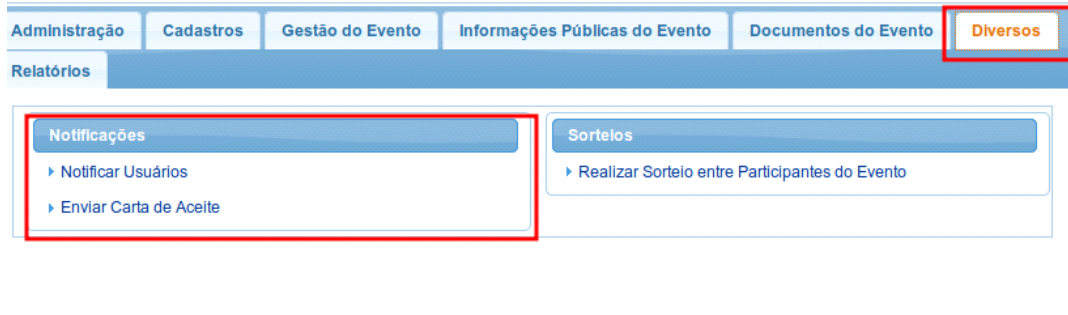 Administração Cadastros Gestão do Evento Informações Públicas do Evento Documentos do Evento Diversos
Relatórios
Notificações
Notificar Usuários
Enviar Carta de Aceite
Sorteios
Realizar Sorteio entre Participantes do Evento